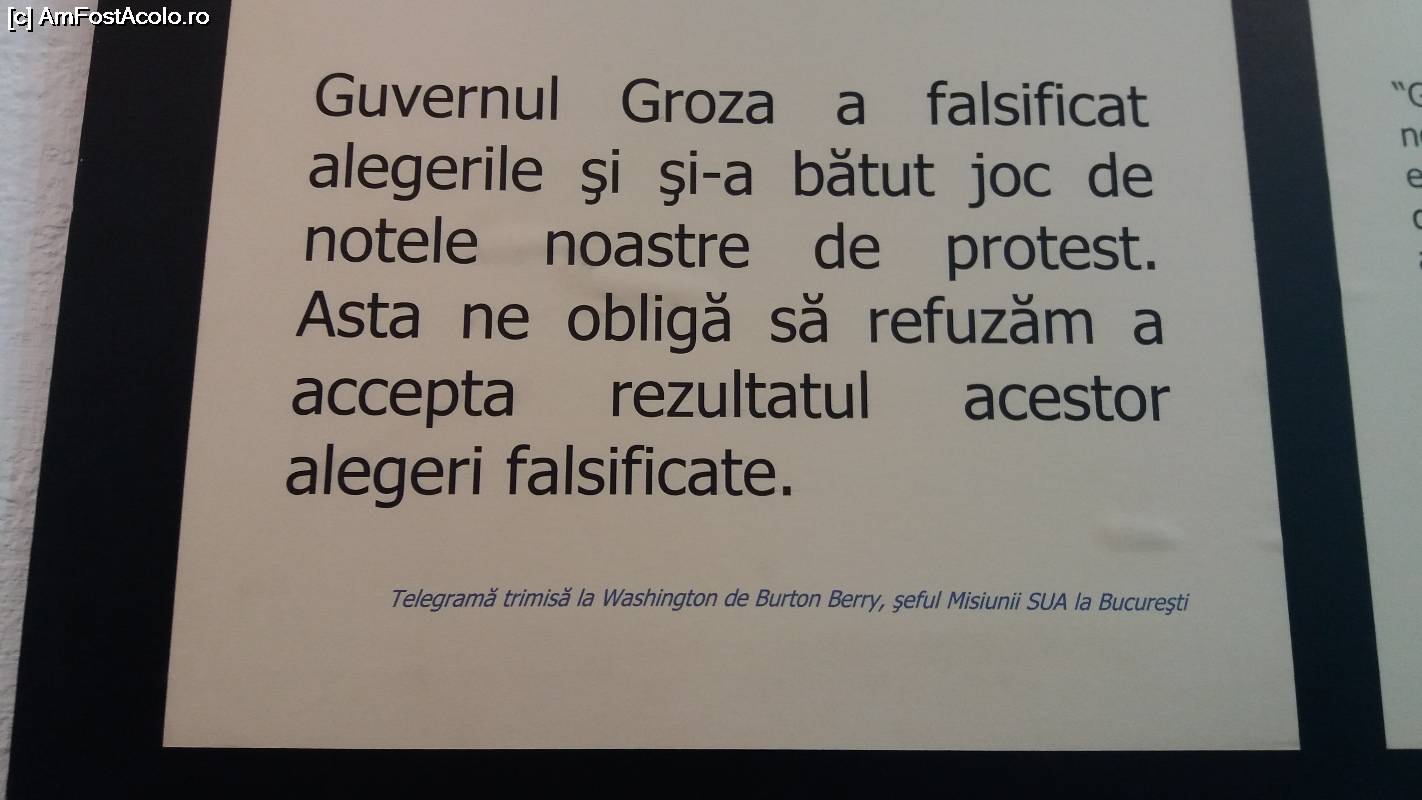 [c] AmFostAcolo.ro
Guvernul Groza a falsificat
alegerile şi şi-a bătut joc de
notele noastre de protest.
Asta ne obligă să refuzăm a
accepta rezultatul acestor
alegeri falsificate.
Telegramă trimisă la Washington de Burton Berry, şeful Misiunii SUA la Bucureşti